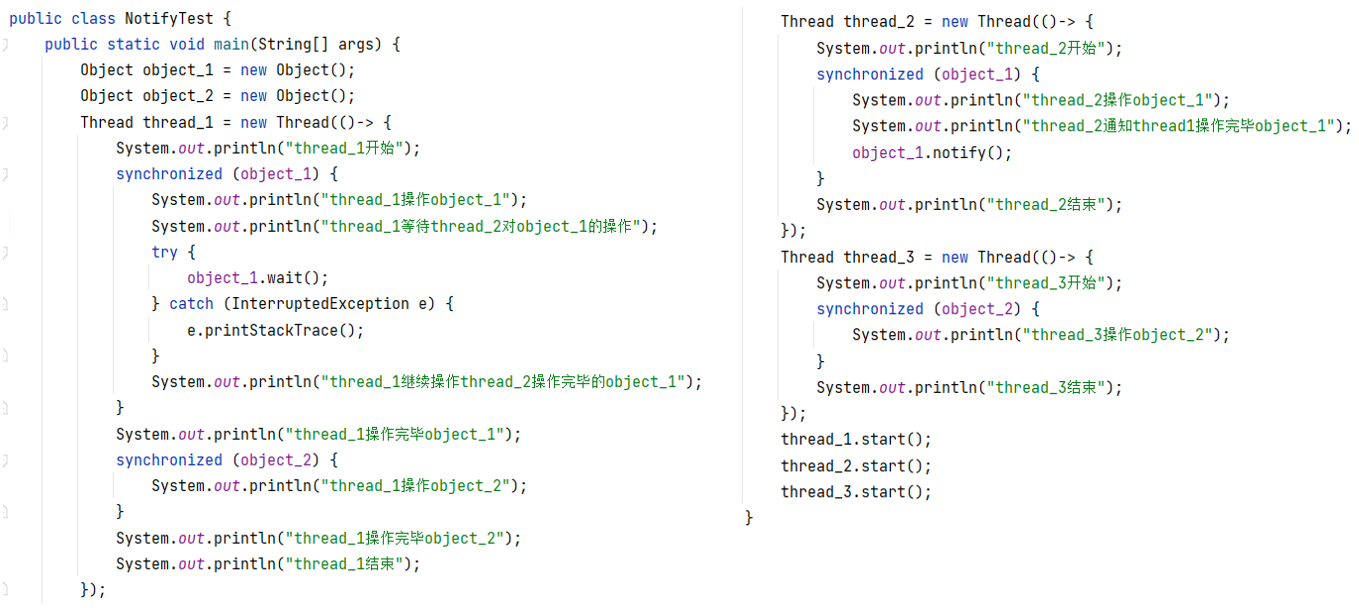 public class NotifyTest {
    public static void main(String[] args) {
        Object object_1 = new Object();
        Object object_2 = new Object();
        Thread thread_1 = new Thread(()-> {
            System.out.println("thread_1开始");
            synchronized (object_1) {
                System.out.println("thread_1操作object_1");
                System.out.println("thread_1等待thread_2对object_1的操作");
                try {
                    object_1.wait();
                } catch (InterruptedException e) {
                    e.printStackTrace();
                }
                System.out.println("thread_1继续操作thread_2操作完毕的object_1");
            }
            System.out.println("thread_1操作完毕object_1");
            synchronized (object_2) {
                System.out.println("thread_1操作object_2");
            }
            System.out.println("thread_1操作完毕object_2");
            System.out.println("thread_1结束");
        });
        Thread thread_2 = new Thread(()-> {
            System.out.println("thread_2开始");
            synchronized (object_1) {
                System.out.println("thread_2操作object_1");
                System.out.println("thread_2通知thread1操作完毕object_1");
                object_1.notify();
            }
            System.out.println("thread_2结束");
        });
        Thread thread_3 = new Thread(()-> {
            System.out.println("thread_3开始");
            synchronized (object_2) {
                System.out.println("thread_3操作object_2");
            }
            System.out.println("thread_3结束");
        });
        thread_1.start();
        thread_2.start();
        thread_3.start();
    }